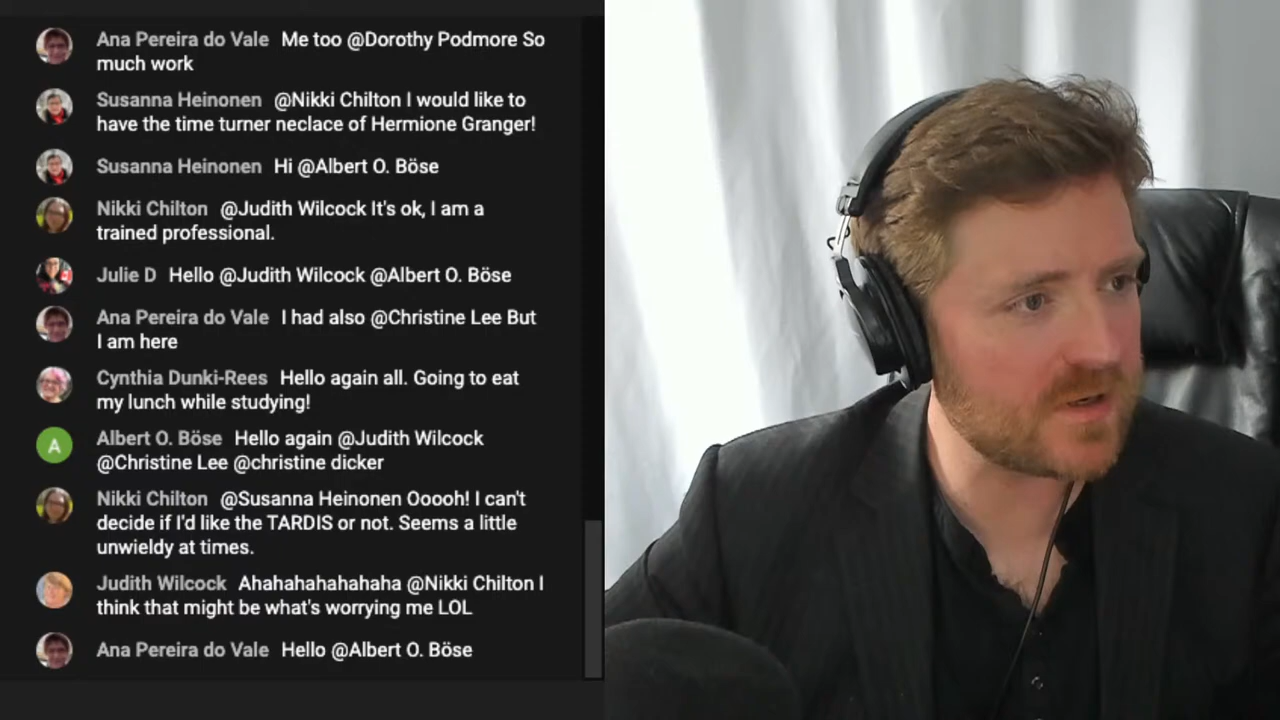 Ana Pereira do Vale Me too @Dorothy Podmore So
much work
Susanna Heinonen @Nikki Chilton I would like to
have the time turner neclace of Hermione Granger!
Susanna Heinonen Hi @Albert O. Böse
Nikki Chilton @Judith Wilcock It's ok, I am a
trained professional.
Julie D Hello @Judith Wilcock @Albert O. Böse
Ana Pereira do Vale I had also @Christine Lee But
I am here
Cynthia Dunki-Rees Hello again all. Going to eat
my lunch while studying!
A
Albert O. Böse Hello again @Judith Wilcock
@Christine Lee @christine dicker
Nikki Chilton @Susanna Heinonen Ooooh! I can't
decide if I'd like the TARDIS or not. Seems a little
unwieldy at times.
Judith Wilcock Ahahahahahahaha @Nikki Chilton I
think that might be what's worrying me LOL
Ana Pereira do Vale Hello @Albert O. Böse